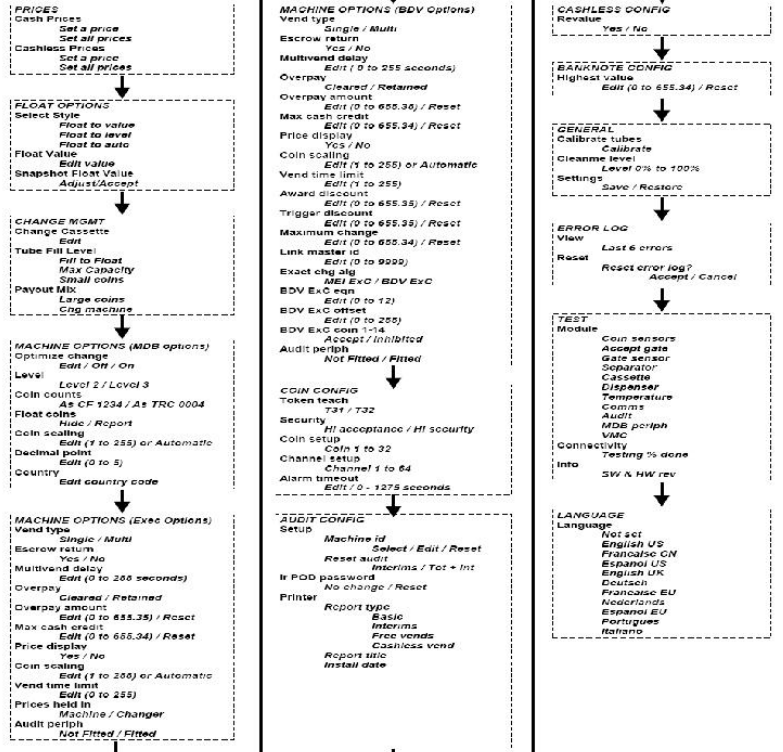 PRICES
Cash Prices
Set a price
Set all prices
Cashless Prices
Set a price
Set all prices
FLOAT OPTIONS
Select Style
Float to value
Float to level
Float to auto
Float Value
Edit value
Snapshot Float Value
Adjust/Accept
CHANGE MGMT
Change Cassette
Edit
Tube Fill Level
Fill to Float
Max Capacity
Small coins
Payout Mix
Large coins
Cng machine
MACHINE OPTIONS (MDB options)
Optimize change
Edit / Off / On
Level
Level 2 / Level 3
Coin counts
As CF 1234 / As TRC 0004
Float coins
Hide / Report
Coin scaling
Edit (1 to 255) or Automatic
Decimal point
Edit (0 to 5)
Country
Edit country code
MACHINE OPTIONS (Exec Options)
Vend type
Single / Multi
Escrow return
Yes / No
Multivend delay
Edit (0 to 255 seconds)
Overpay
Cleared / Retained
Overpay amount
Edit (0 to 655.35) / Reset
Max cash credit
Edit (0 to 655.34) / Reset
Price display
Yes / No
Coin scaling
Edit (1 to 255) or Automatic
Vend time limit
Edit (0 to 255)
Prices held in
Machine / Changer
Audit periph
Not Fitted / Fitted
MACHINE OPTIONS (BDV Options)
Vend type
Single / Multi
Escrow return
Yes / No
Multivend delay
Edit ( 0 to 255 seconds)
Overpay
Cleared / Retained
Overpay amount
Edit (0 to 655.35) / Reset
Max cash credit
Edit (0 to 655.34) / Reset
Price display
Yes / No
Coin scaling
Edit (1 to 255) or Automatic
Vend time limit
Edit (1 to 255)
Award discount
Edit (0 to 655.35) / Reset
Trigger discount
Edit (0 to 655.35) / Reset
Maximum change
Edit (0 to 655.34) / Reset
Link master id
Edit (0 to 9999)
Exact chg alg
MEI ExC / BDV ExC
BDV ExC eqn
Edit (0 to 12)
BDV ExC offset
Edit (0 to 255)
BDV ExC coin 1-14
Accept / Inhibited
Audit periph
Not Fitted / Fitted
COIN CONFIG
Token teach
T31 / T32
Security
Hi acceptance / Hi security
Coin setup
Coin 1 to 32
Channel setup
Channel 1 to 64
Alarm timeout
Edit / 0 - 1275 seconds
AUDIT CONFIG
Setup
Machine id
Select / Edit / Reset
Reset audit
Interims / Tot + Int
Ir POD password
No change / Reset
Printer
Report type
Basic
Interims
Free vends
Cashless vend
Report title
Install date
CASHLESS CONFIG
Revalue
Yes / No
BANKNOTE CONFIG
Highest value
Edit (0 to 655.34) / Reset
GENERAL
Calibrate tubes
Calibrate
Cleanme level
Level 0% to 100%
Settings
Save / Restore
ERROR LOG
View
Last 6 errors
Reset
Reset error log?
Accept / Cancel
TEST
Module
Coin sensors
Accept gate
Gate sensor
Separator
Cassette
Dispenser
Temperature
Comms
Audit
MDB periph
VMC
Connectivity
Testing % done
Info
SW & HW rev
LANGUAGE
Language
Not set
English US
Francaise CN
Espanol US
English UK
Deutsch
Francaise EU
Nederlands
Espanol EU
Portugues
Italiano